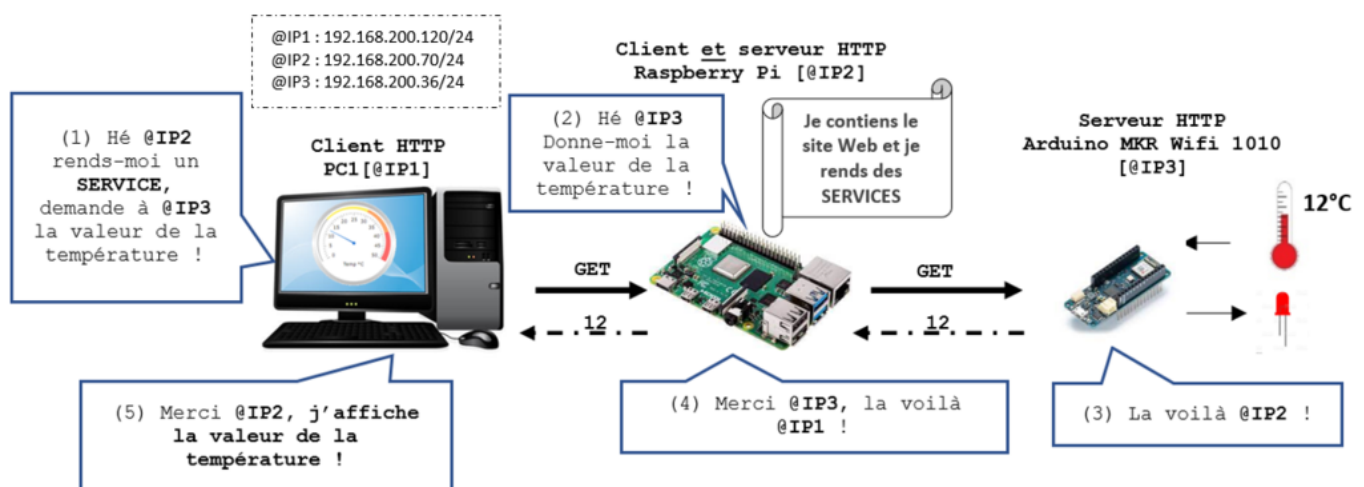 @IP1 : 192.168.200.120/24
@IP2 : 192.168.200.70/24
@IP3 : 192.168.200.36/24
Client et serveur HTTP
Raspberry Pi [@IP2]
(1) Hé @IP2
rends-moi un
SERVICE,
demande à @IP3
la valeur de la
température !
Client HTTP
PC1[@IP1]
(2) Hé @IP3
Donne-moi la
valeur de la
température !
Je contiens le
site Web et je
rends des
SERVICES
Serveur HTTP
Arduino MKR Wifi 1010
[@IP3]
12°C
Temp °C
GET
12
GET
12
(5) Merci @IP2, j’affiche
la valeur de la
température !
(4) Merci @IP3, la voilà
@IP1 !
(3) La voilà @IP2 !